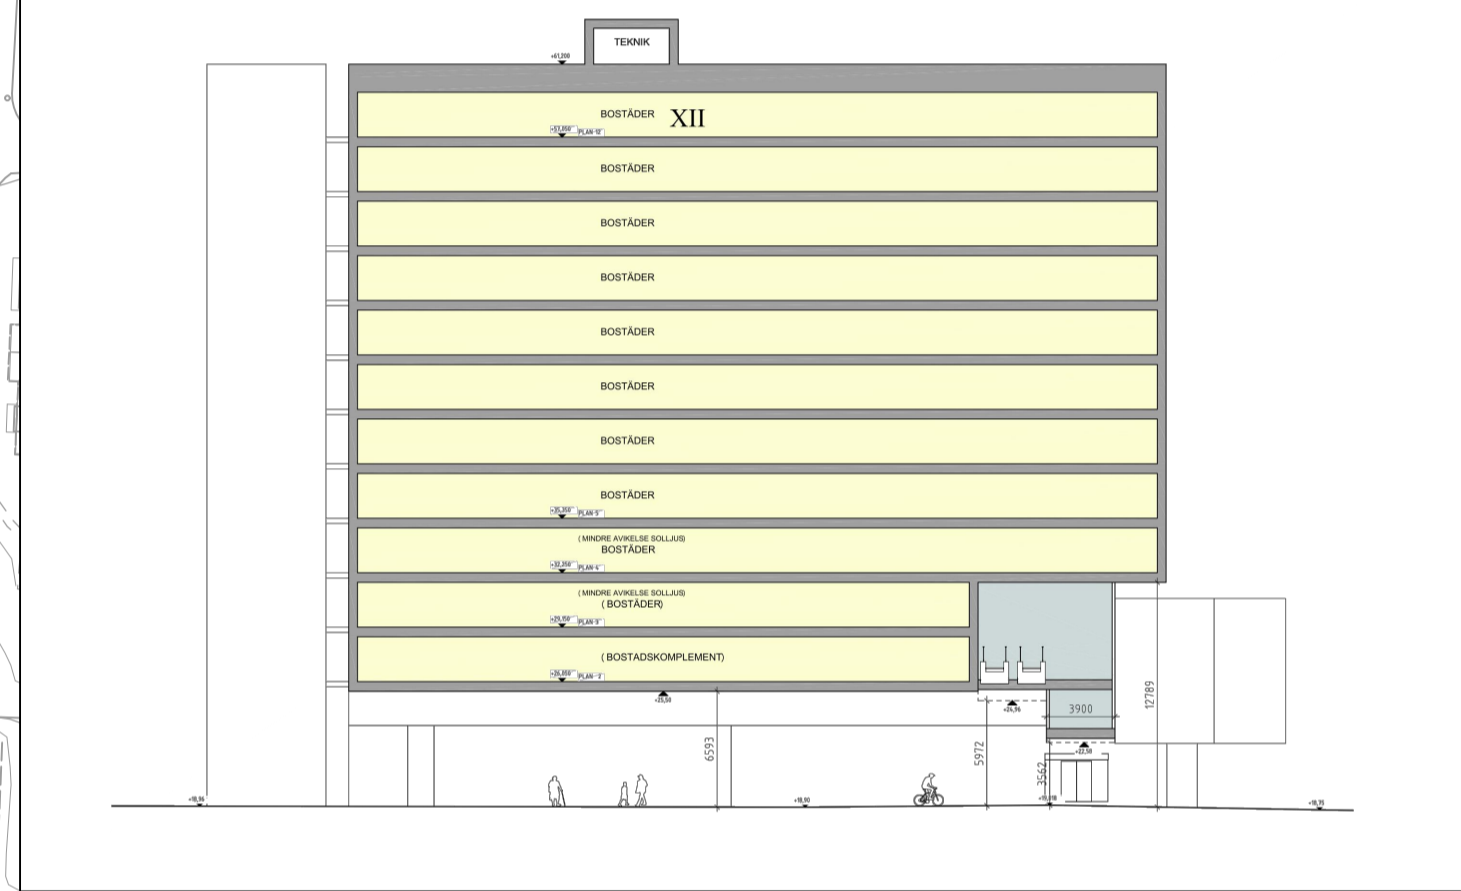 TEKNIK
+61,200
BOSTÄDER XII
+57,050 PLAN-12
BOSTÄDER
BOSTÄDER
BOSTÄDER
BOSTÄDER
BOSTÄDER
BOSTÄDER
BOSTÄDER
+35,350 PLAN-5
( MINDRE AVIKELSE SOLLJUS)
BOSTÄDER
+32,250 PLAN-4
( MINDRE AVIKELSE SOLLJUS)
( BOSTÄDER)
+29,150 PLAN-3
( BOSTADSKOMPLEMENT)
+26,050 PLAN-2
+25,50
+24,96
3900
12789
6593
5972
+22,50
3562
+18,96
+18,90
+18,75